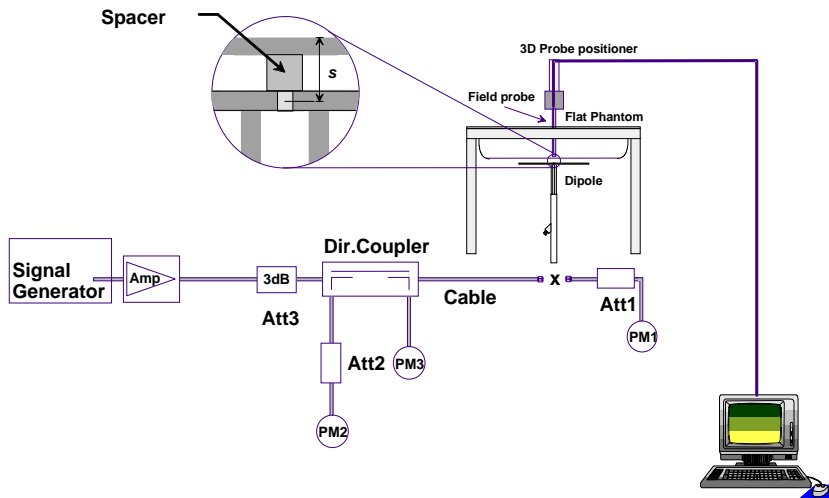 Spacer
s
3D Probe positioner
Field probe
Flat Phantom
Dipole
Signal
Generator
Amp
3dB
Att3
Dir.Coupler
Cable
x
Att1
PM1
Att2
PM3
PM2